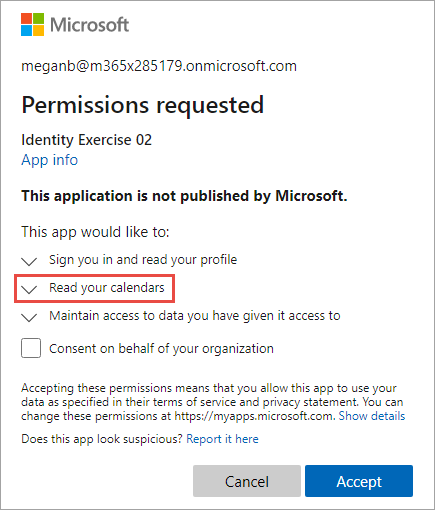 Microsoft
meganb@m365x285179.onmicrosoft.com
Permissions requested
Identity Exercise 02
App info
This application is not published by Microsoft.
This app would like to:
Sign you in and read your profile
Read your calendars
Maintain access to data you have given it access to
Consent on behalf of your organization
Accepting these permissions means that you allow this app to use your
data as specified in their terms of service and privacy statement. You can
change these permissions at https://myapps.microsoft.com. Show details
Does this app look suspicious? Report it here
Cancel Accept